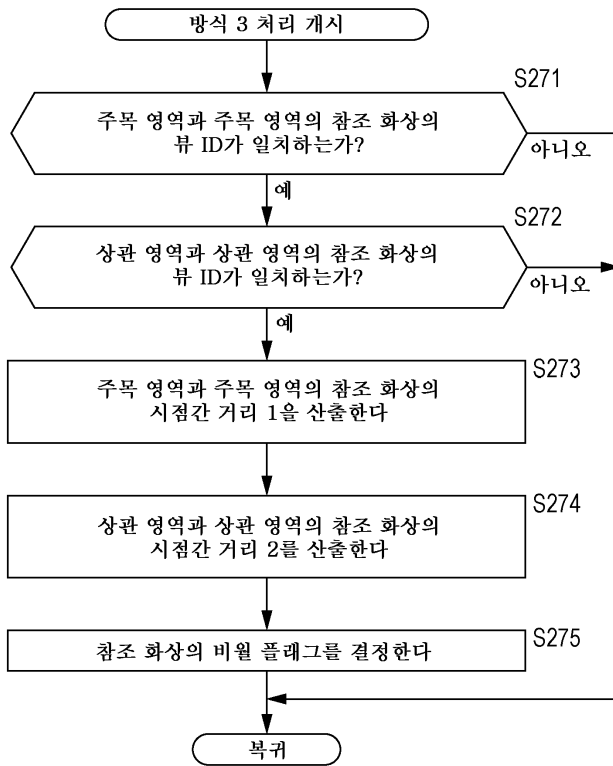 방식 3 처리 개시
S271
주목 영역과 주목 영역의 참조 화상의
뷰 ID가 일치하는가?
아니오
예
S272
상관 영역과 상관 영역의 참조 화상의
뷰 ID가 일치하는가?
아니오
예
S273
주목 영역과 주목 영역의 참조 화상의
시점간 거리 1을 산출한다
S274
상관 영역과 상관 영역의 참조 화상의
시점간 거리 2를 산출한다
S275
참조 화상의 비월 플래그를 결정한다
복귀